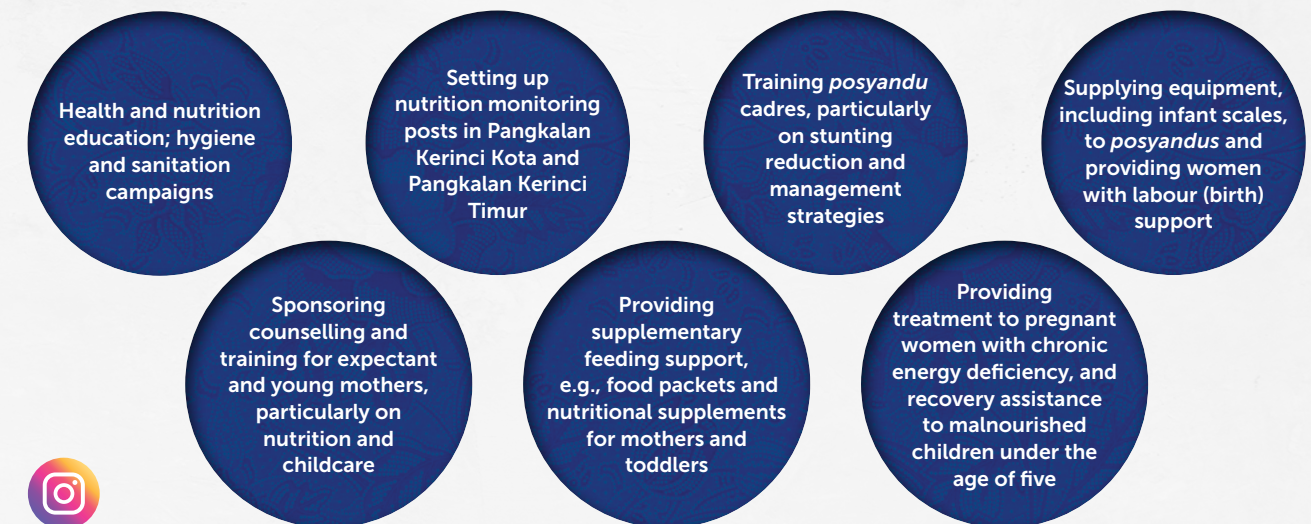 Health and nutrition
education; hygiene
and sanitation
campaigns
Setting up
nutrition monitoring
posts in Pangkalan
Kerinci Kota and
Pangkalan Kerinci
Timur
Training posyandu
cadres, particularly
on stunting
reduction and
management
strategies
Supplying equipment,
including infant scales,
to posyandus and
providing women
with labour (birth)
support
Sponsoring
counselling and
training for expectant
and young mothers,
particularly on
nutrition and
childcare
Providing
supplementary
feeding support,
e.g., food packets and
nutritional supplements
for mothers and
toddlers
Providing
treatment to pregnant
women with chronic
energy deficiency, and
recovery assistance
to malnourished
children under the
age of five